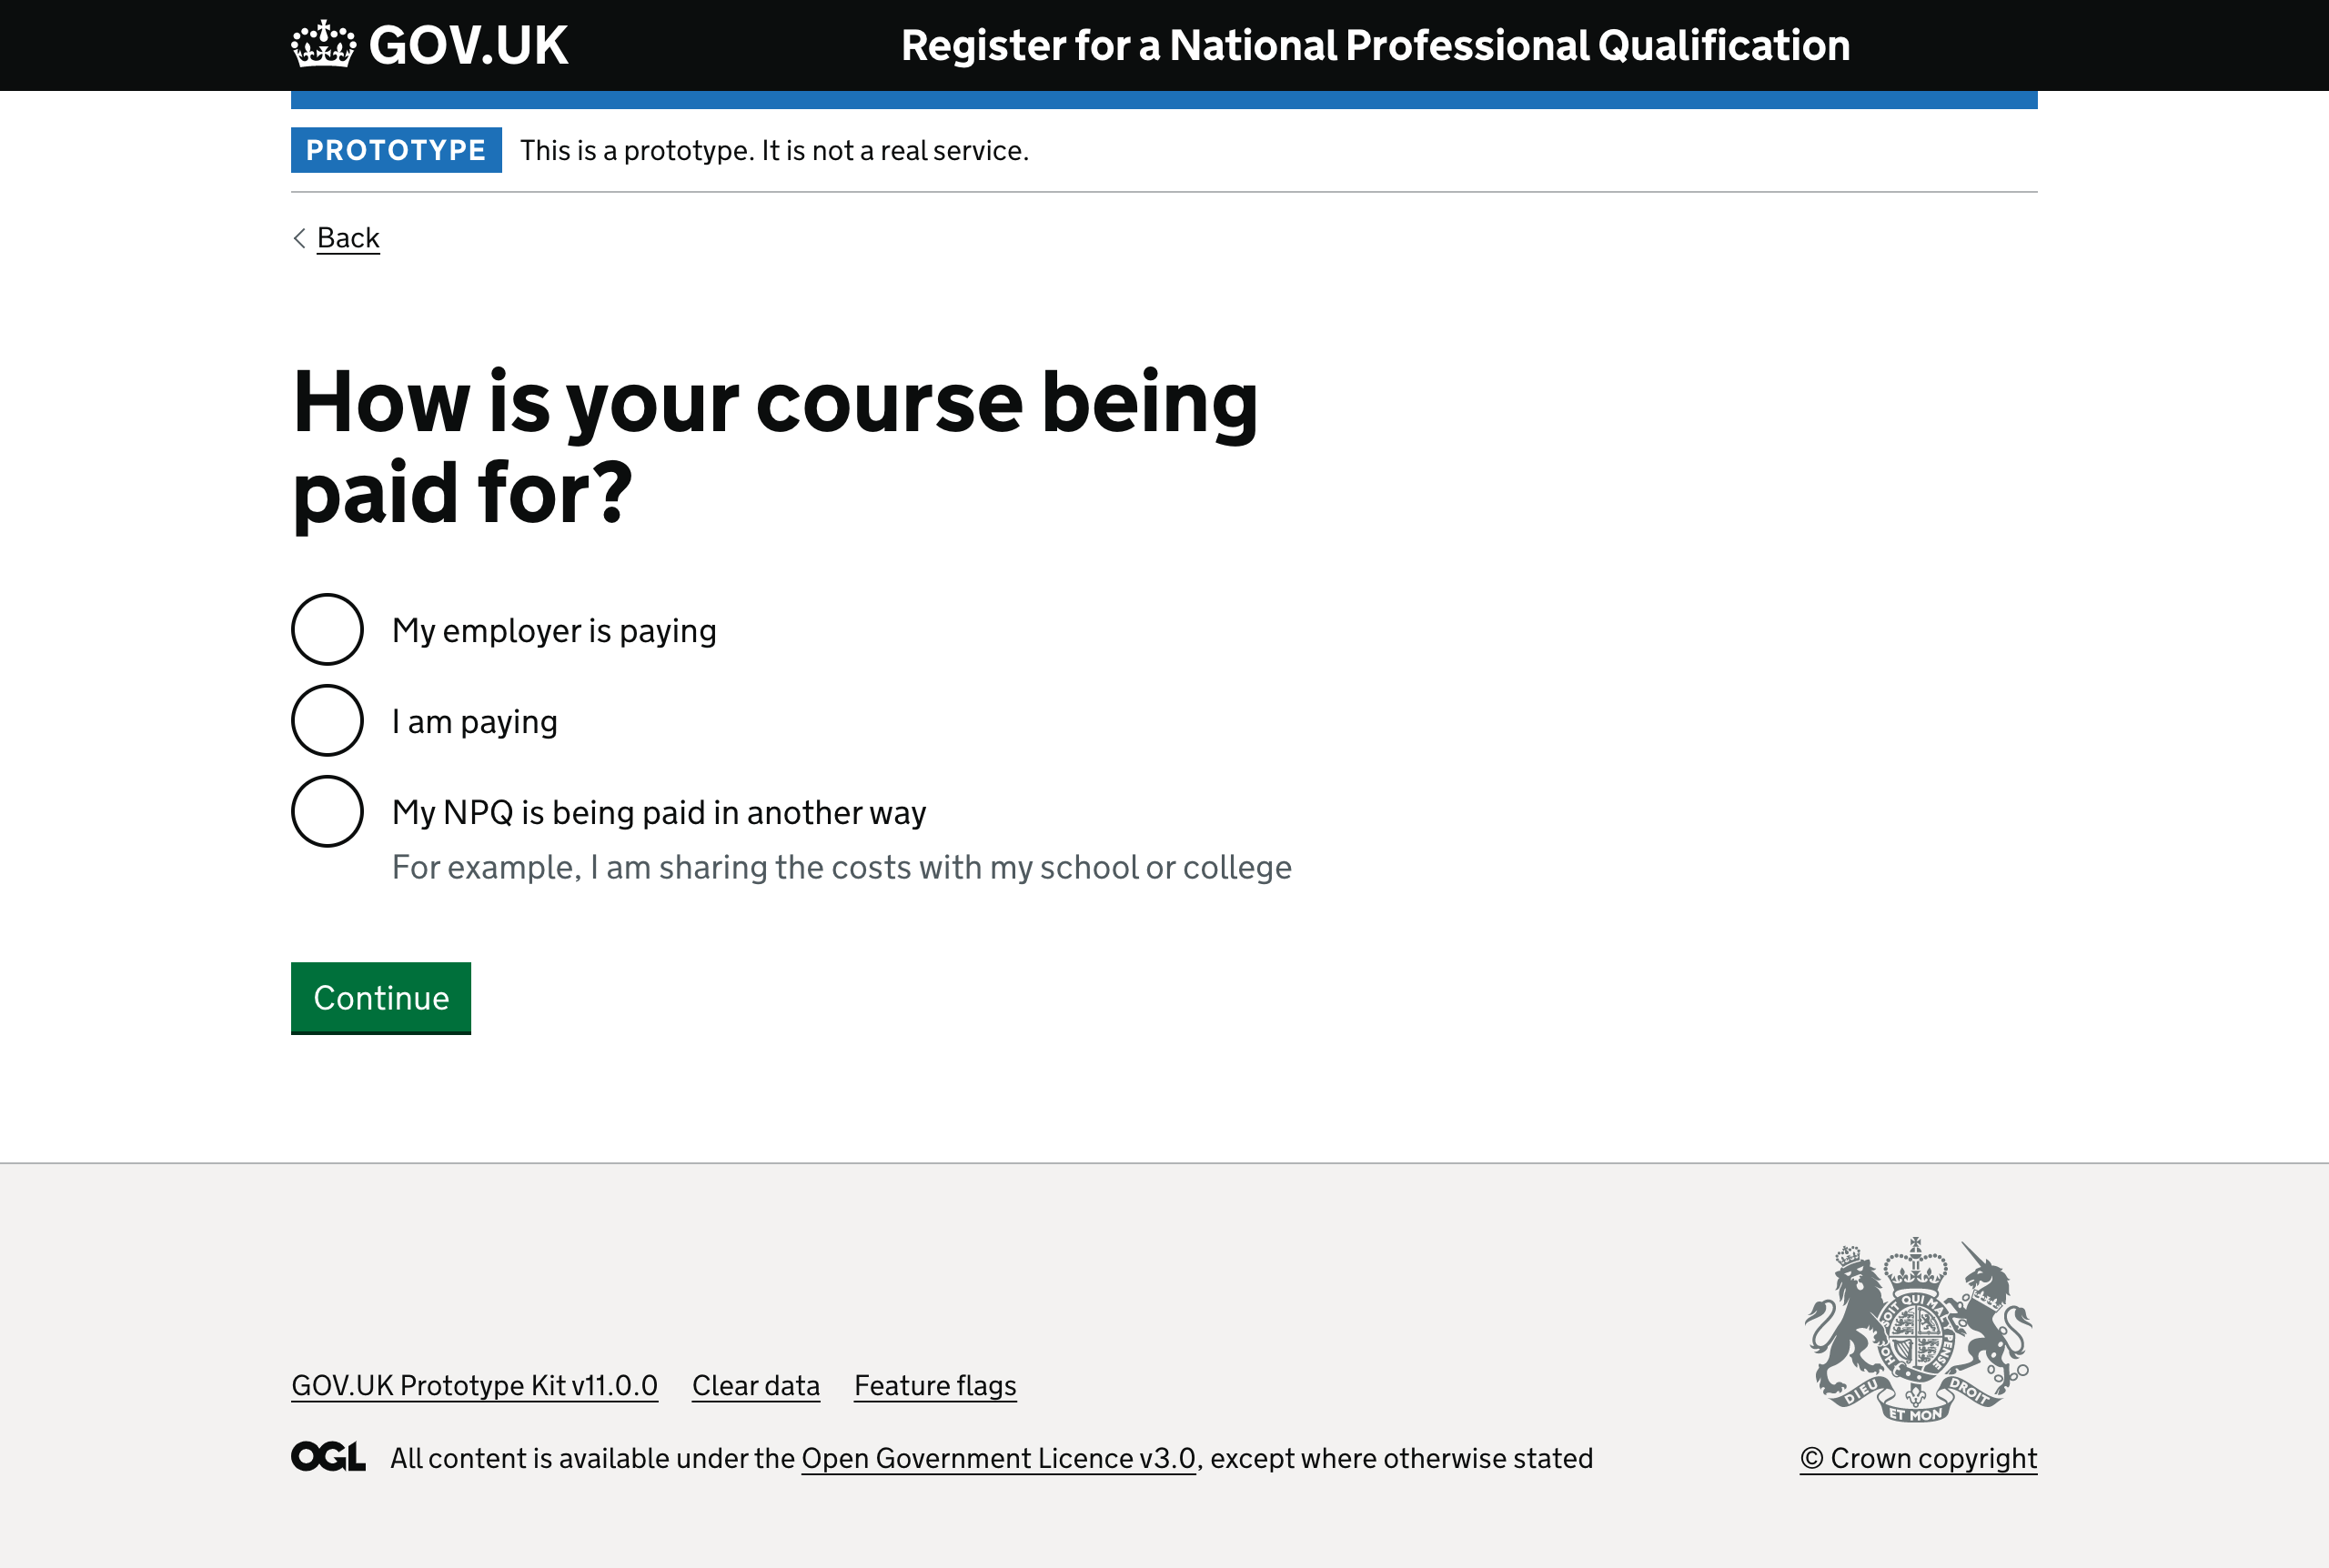 GOV.UK
Register for a National Professional Qualification
PROTOTYPE This is a prototype. It is not a real service.
Back
How is your course being
paid for?
My employer is paying
I am paying
My NPQ is being paid in another way
For example, I am sharing the costs with my school or college
Continue
GOV.UK Prototype Kit v11.0.0 Clear data Feature flags
DIEU ET MON DROIT
OGL All content is available under the Open Government Licence v3.0, except where otherwise stated
© Crown copyright